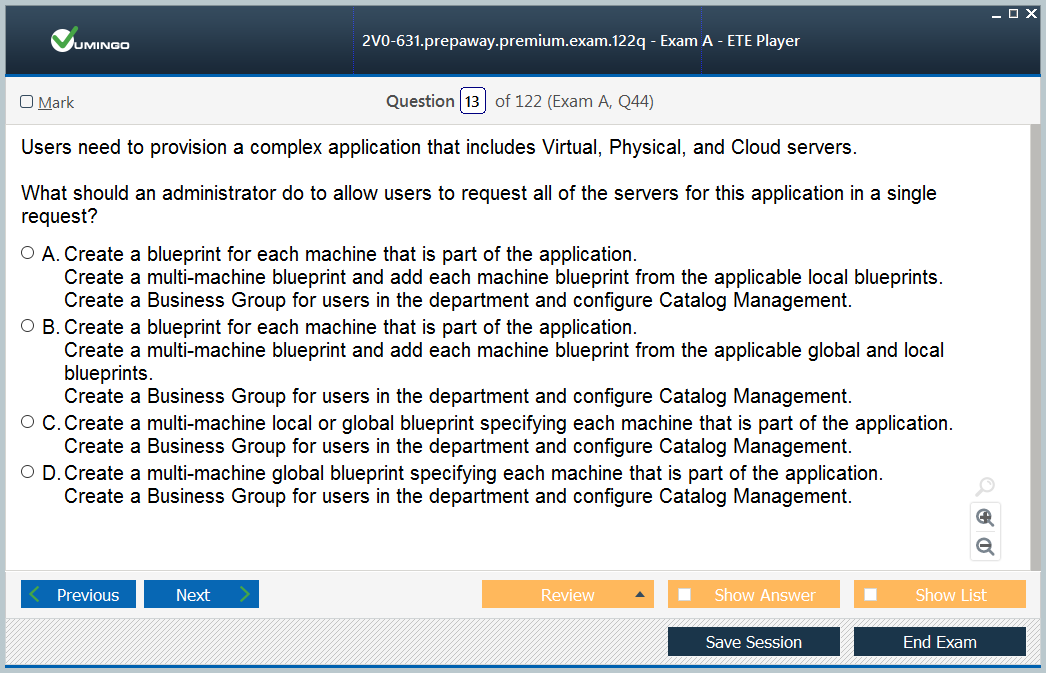 VUMINGO
2V0-631.prepaway.premium.exam.122q - Exam A - ETE Player
Mark
Question 13 of 122 (Exam A, Q44)
Users need to provision a complex application that includes Virtual, Physical, and Cloud servers.
What should an administrator do to allow users to request all of the servers for this application in a single
request?
A. Create a blueprint for each machine that is part of the application.
Create a multi-machine blueprint and add each machine blueprint from the applicable local blueprints.
Create a Business Group for users in the department and configure Catalog Management.
B. Create a blueprint for each machine that is part of the application.
Create a multi-machine blueprint and add each machine blueprint from the applicable global and local
blueprints.
Create a Business Group for users in the department and configure Catalog Management.
C. Create a multi-machine local or global blueprint specifying each machine that is part of the application.
Create a Business Group for users in the department and configure Catalog Management.
D. Create a multi-machine global blueprint specifying each machine that is part of the application.
Create a Business Group for users in the department and configure Catalog Management.
Previous
Next
Review
Show Answer
Show List
Save Session
End Exam